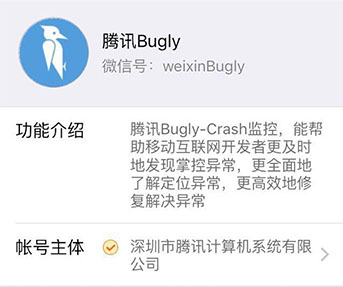 腾讯Bugly
微信号：weixinBugly
功能介绍
腾讯Bugly-Crash监控，能帮
助移动互联网开发者更及时
地发现掌控异常，更全面地
了解定位异常，更高效地修
复解决异常
帐号主体
深圳市腾讯计算机系统有限
公司